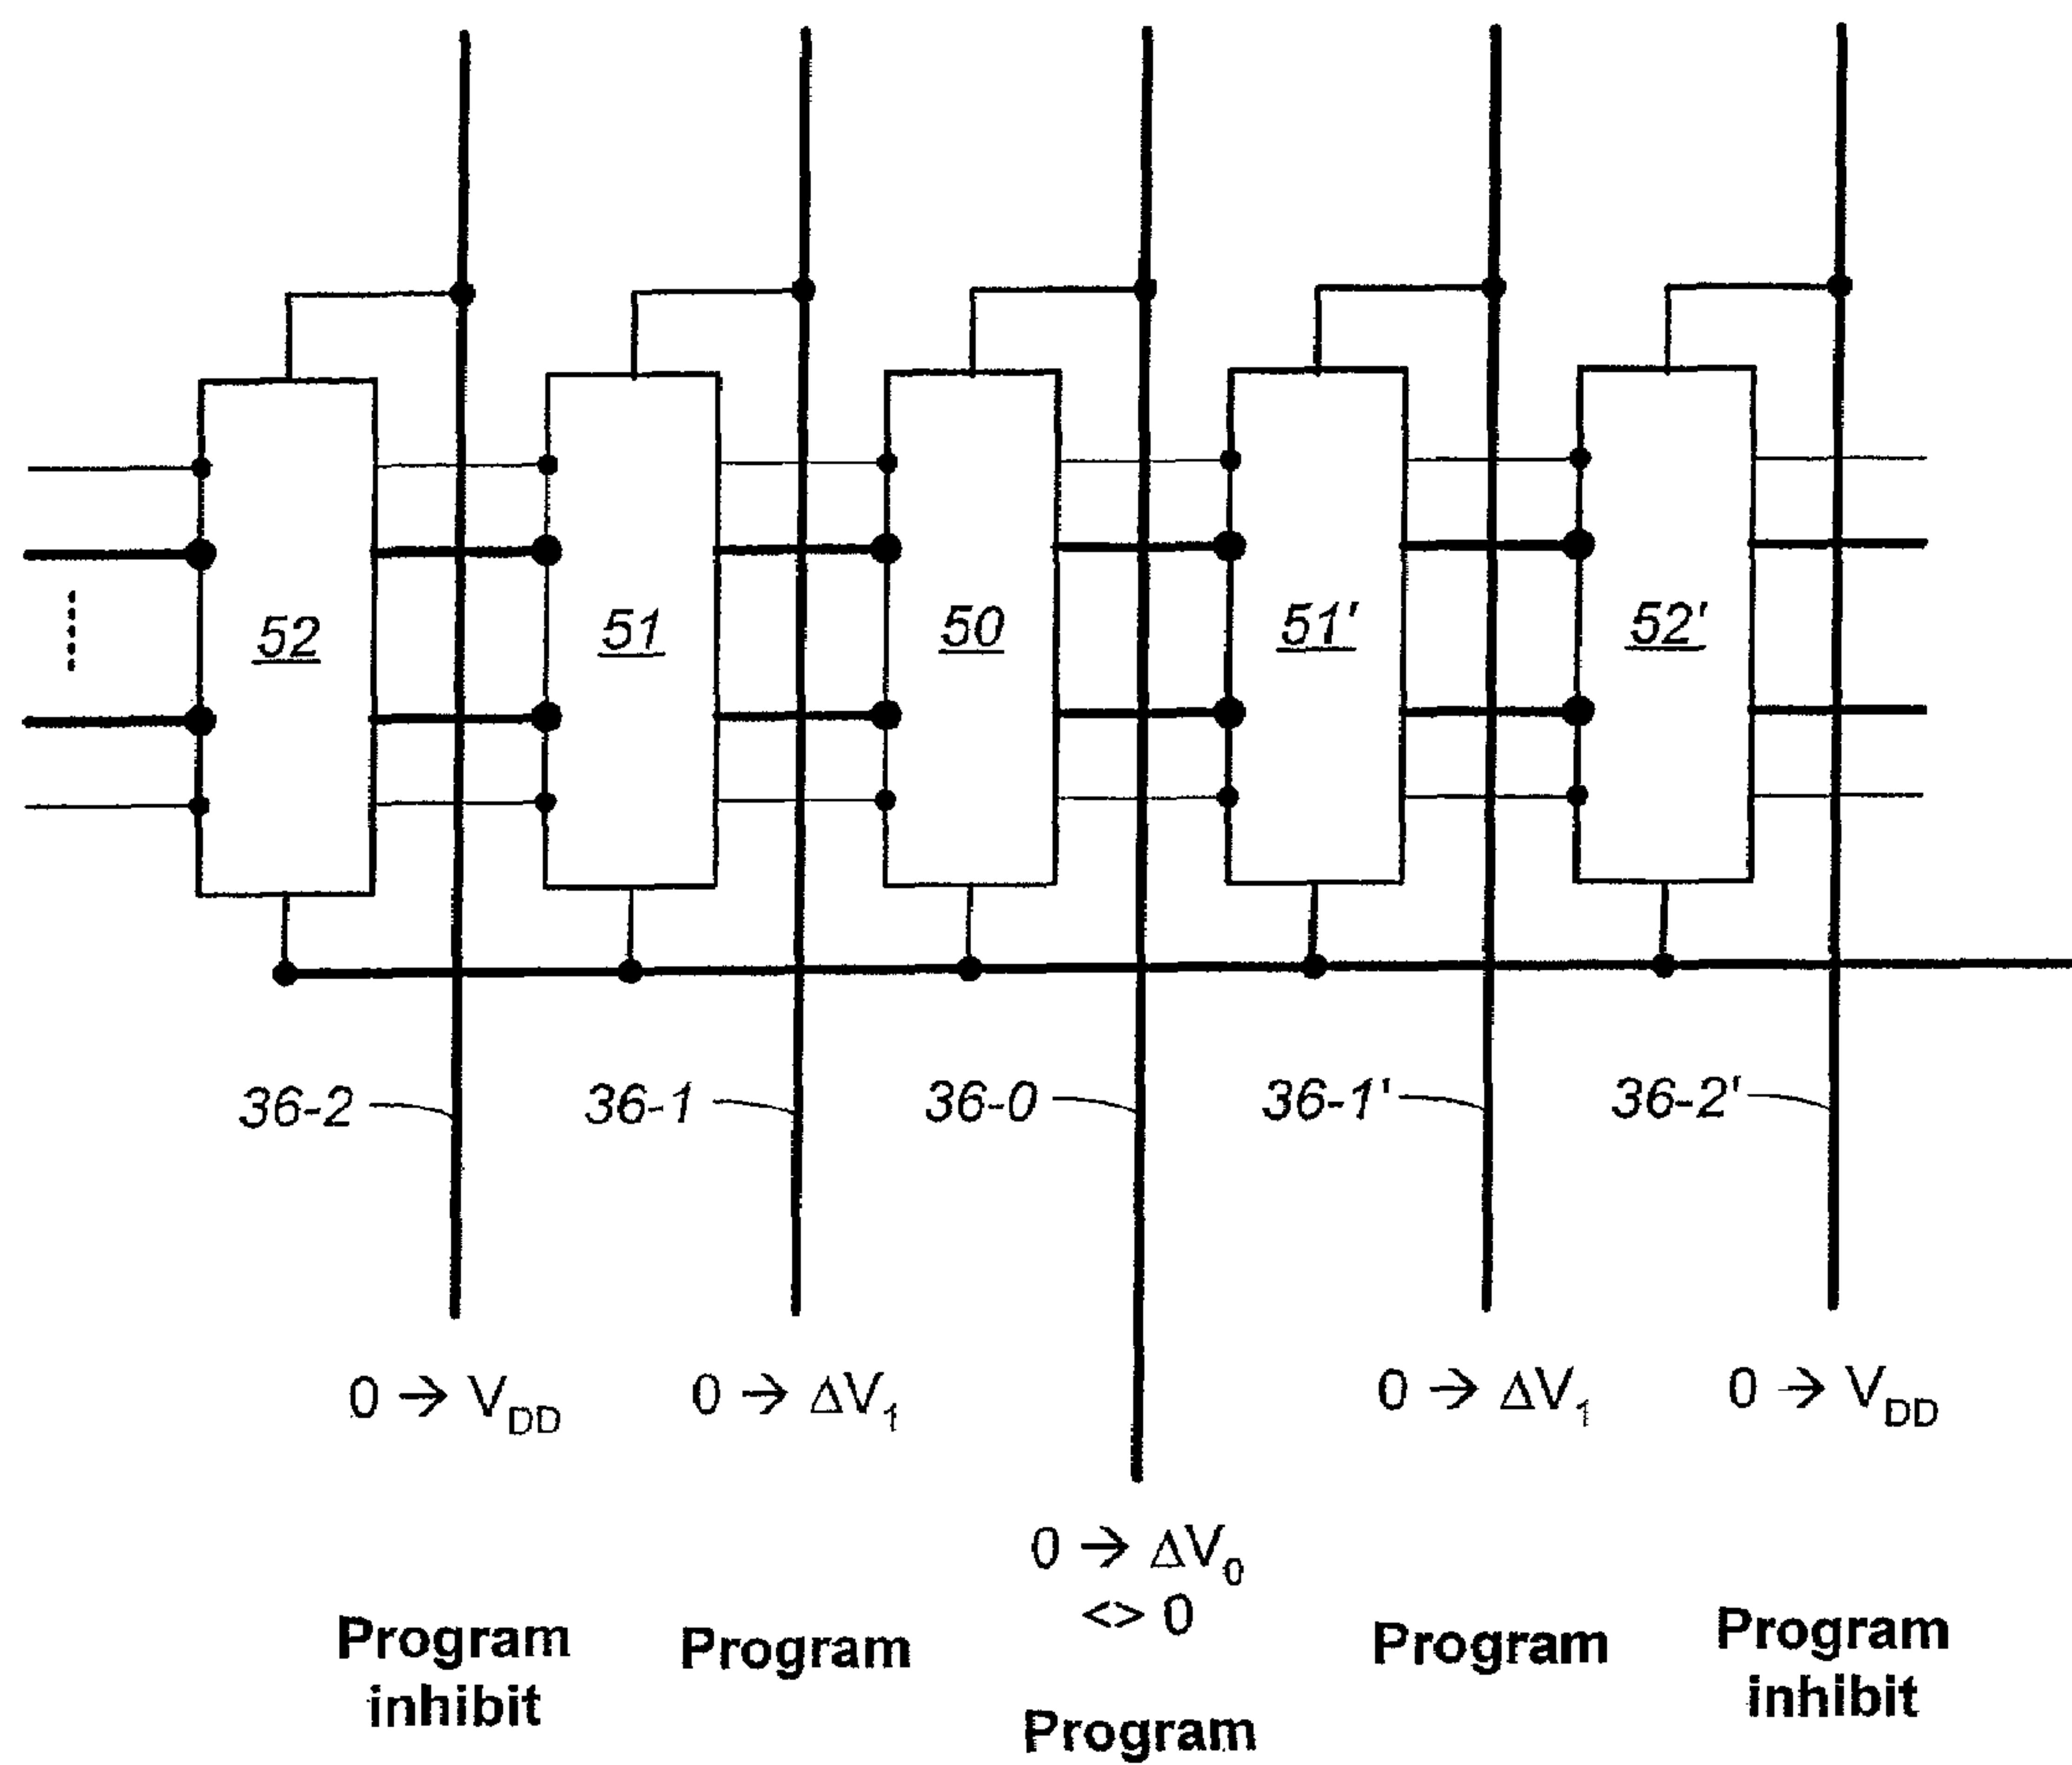 52 51 50 51' 52'
36-2 36-1 36-0 36-1' 36-2'
0 → V_DD 0 → ΔV_1 0 → ΔV_1 0 → V_DD
0 → ΔV_0
<> 0
Program Program Program Program
inhibit inhibit
Program